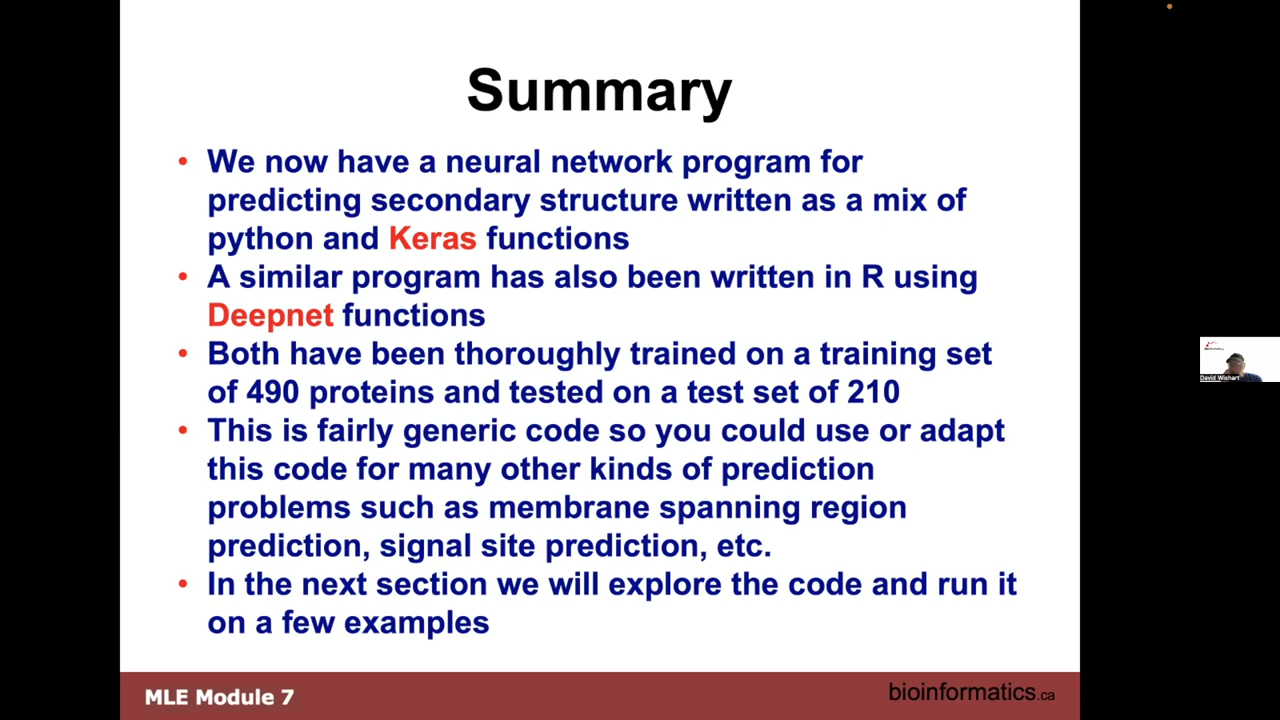 Summary
• We now have a neural network program for
predicting secondary structure written as a mix of
python and Keras functions
• A similar program has also been written in R using
Deepnet functions
• Both have been thoroughly trained on a training set
of 490 proteins and tested on a test set of 210
• This is fairly generic code so you could use or adapt
this code for many other kinds of prediction
problems such as membrane spanning region
prediction, signal site prediction, etc.
• In the next section we will explore the code and run it
on a few examples
David Wishart
MLE Module 7
bioinformatics.ca